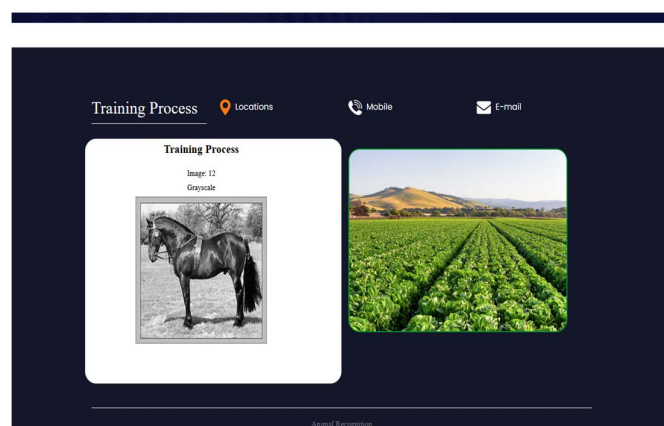 Training Process
Locations
Mobile
E-mail
Training Process
Image: 12
Grayscale
Animal Recognition